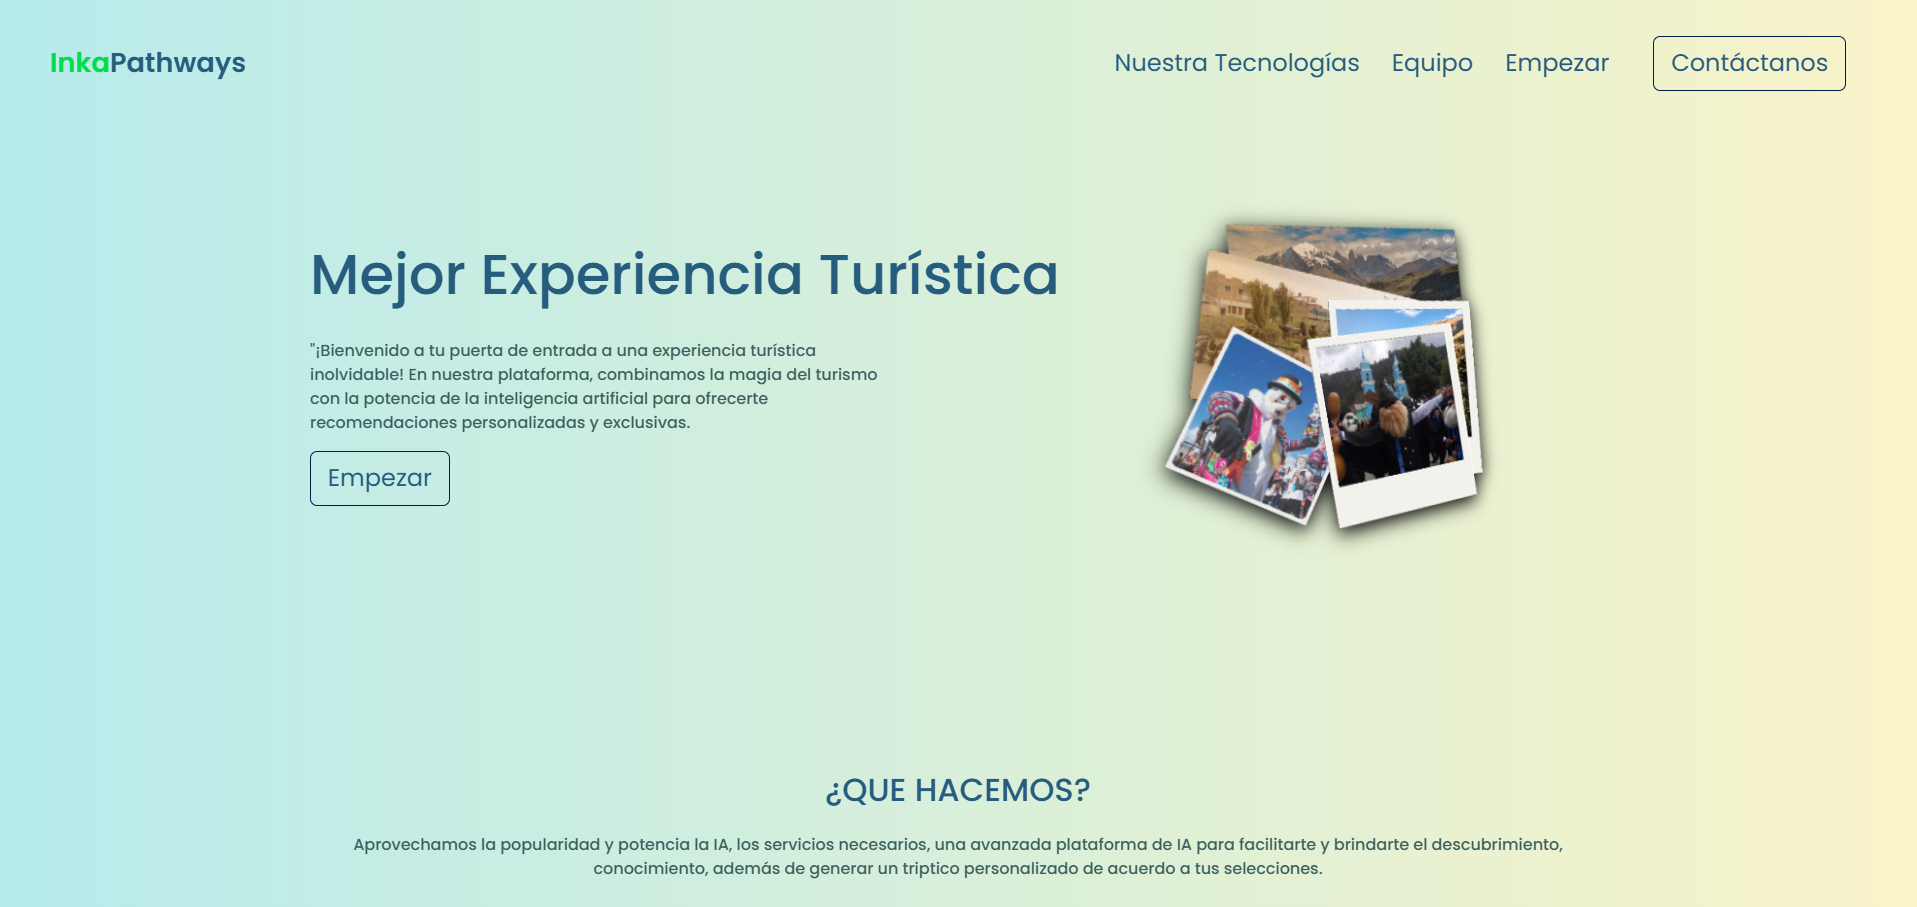 InkaPathways
Nuestra Tecnologías Equipo Empezar Contáctanos
Mejor Experiencia Turística
"¡Bienvenido a tu puerta de entrada a una experiencia turística
inolvidable! En nuestra plataforma, combinamos la magia del turismo
con la potencia de la inteligencia artificial para ofrecerte
recomendaciones personalizadas y exclusivas.
Empezar
¿QUE HACEMOS?
Aprovechamos la popularidad y potencia la IA, los servicios necesarios, una avanzada plataforma de IA para facilitarte y brindarte el descubrimiento,
conocimiento, además de generar un triptico personalizado de acuerdo a tus selecciones.